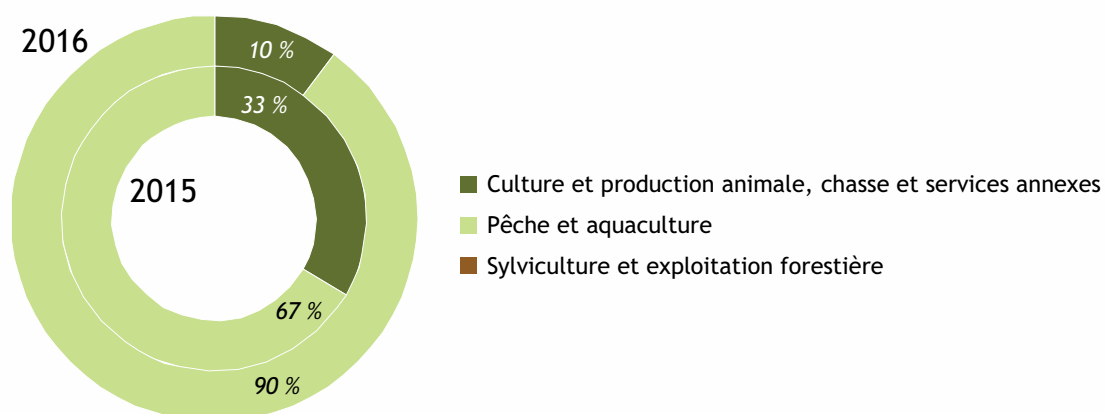 2016
10 %
33 %
2015
67 %
90 %
Culture et production animale, chasse et services annexes
Pêche et aquaculture
Sylviculture et exploitation forestière